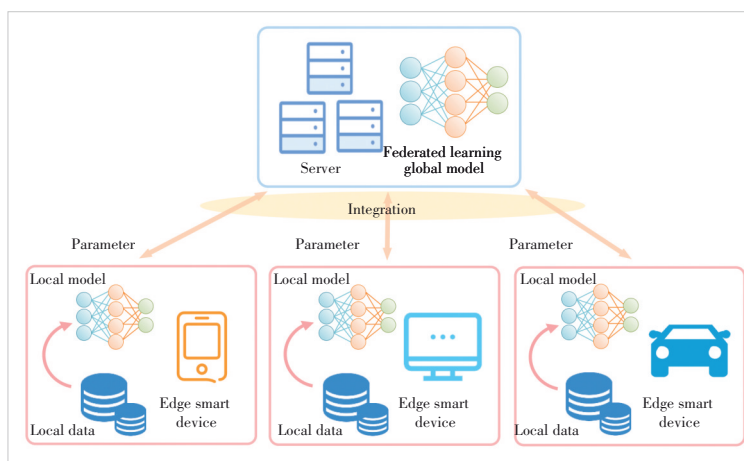 Server
Federated learning
global model
Integration
Parameter
Parameter
Parameter
Local model
Edge smart
device
Local data
Local model
Edge smart
device
Local data
Local model
Edge smart
device
Local data